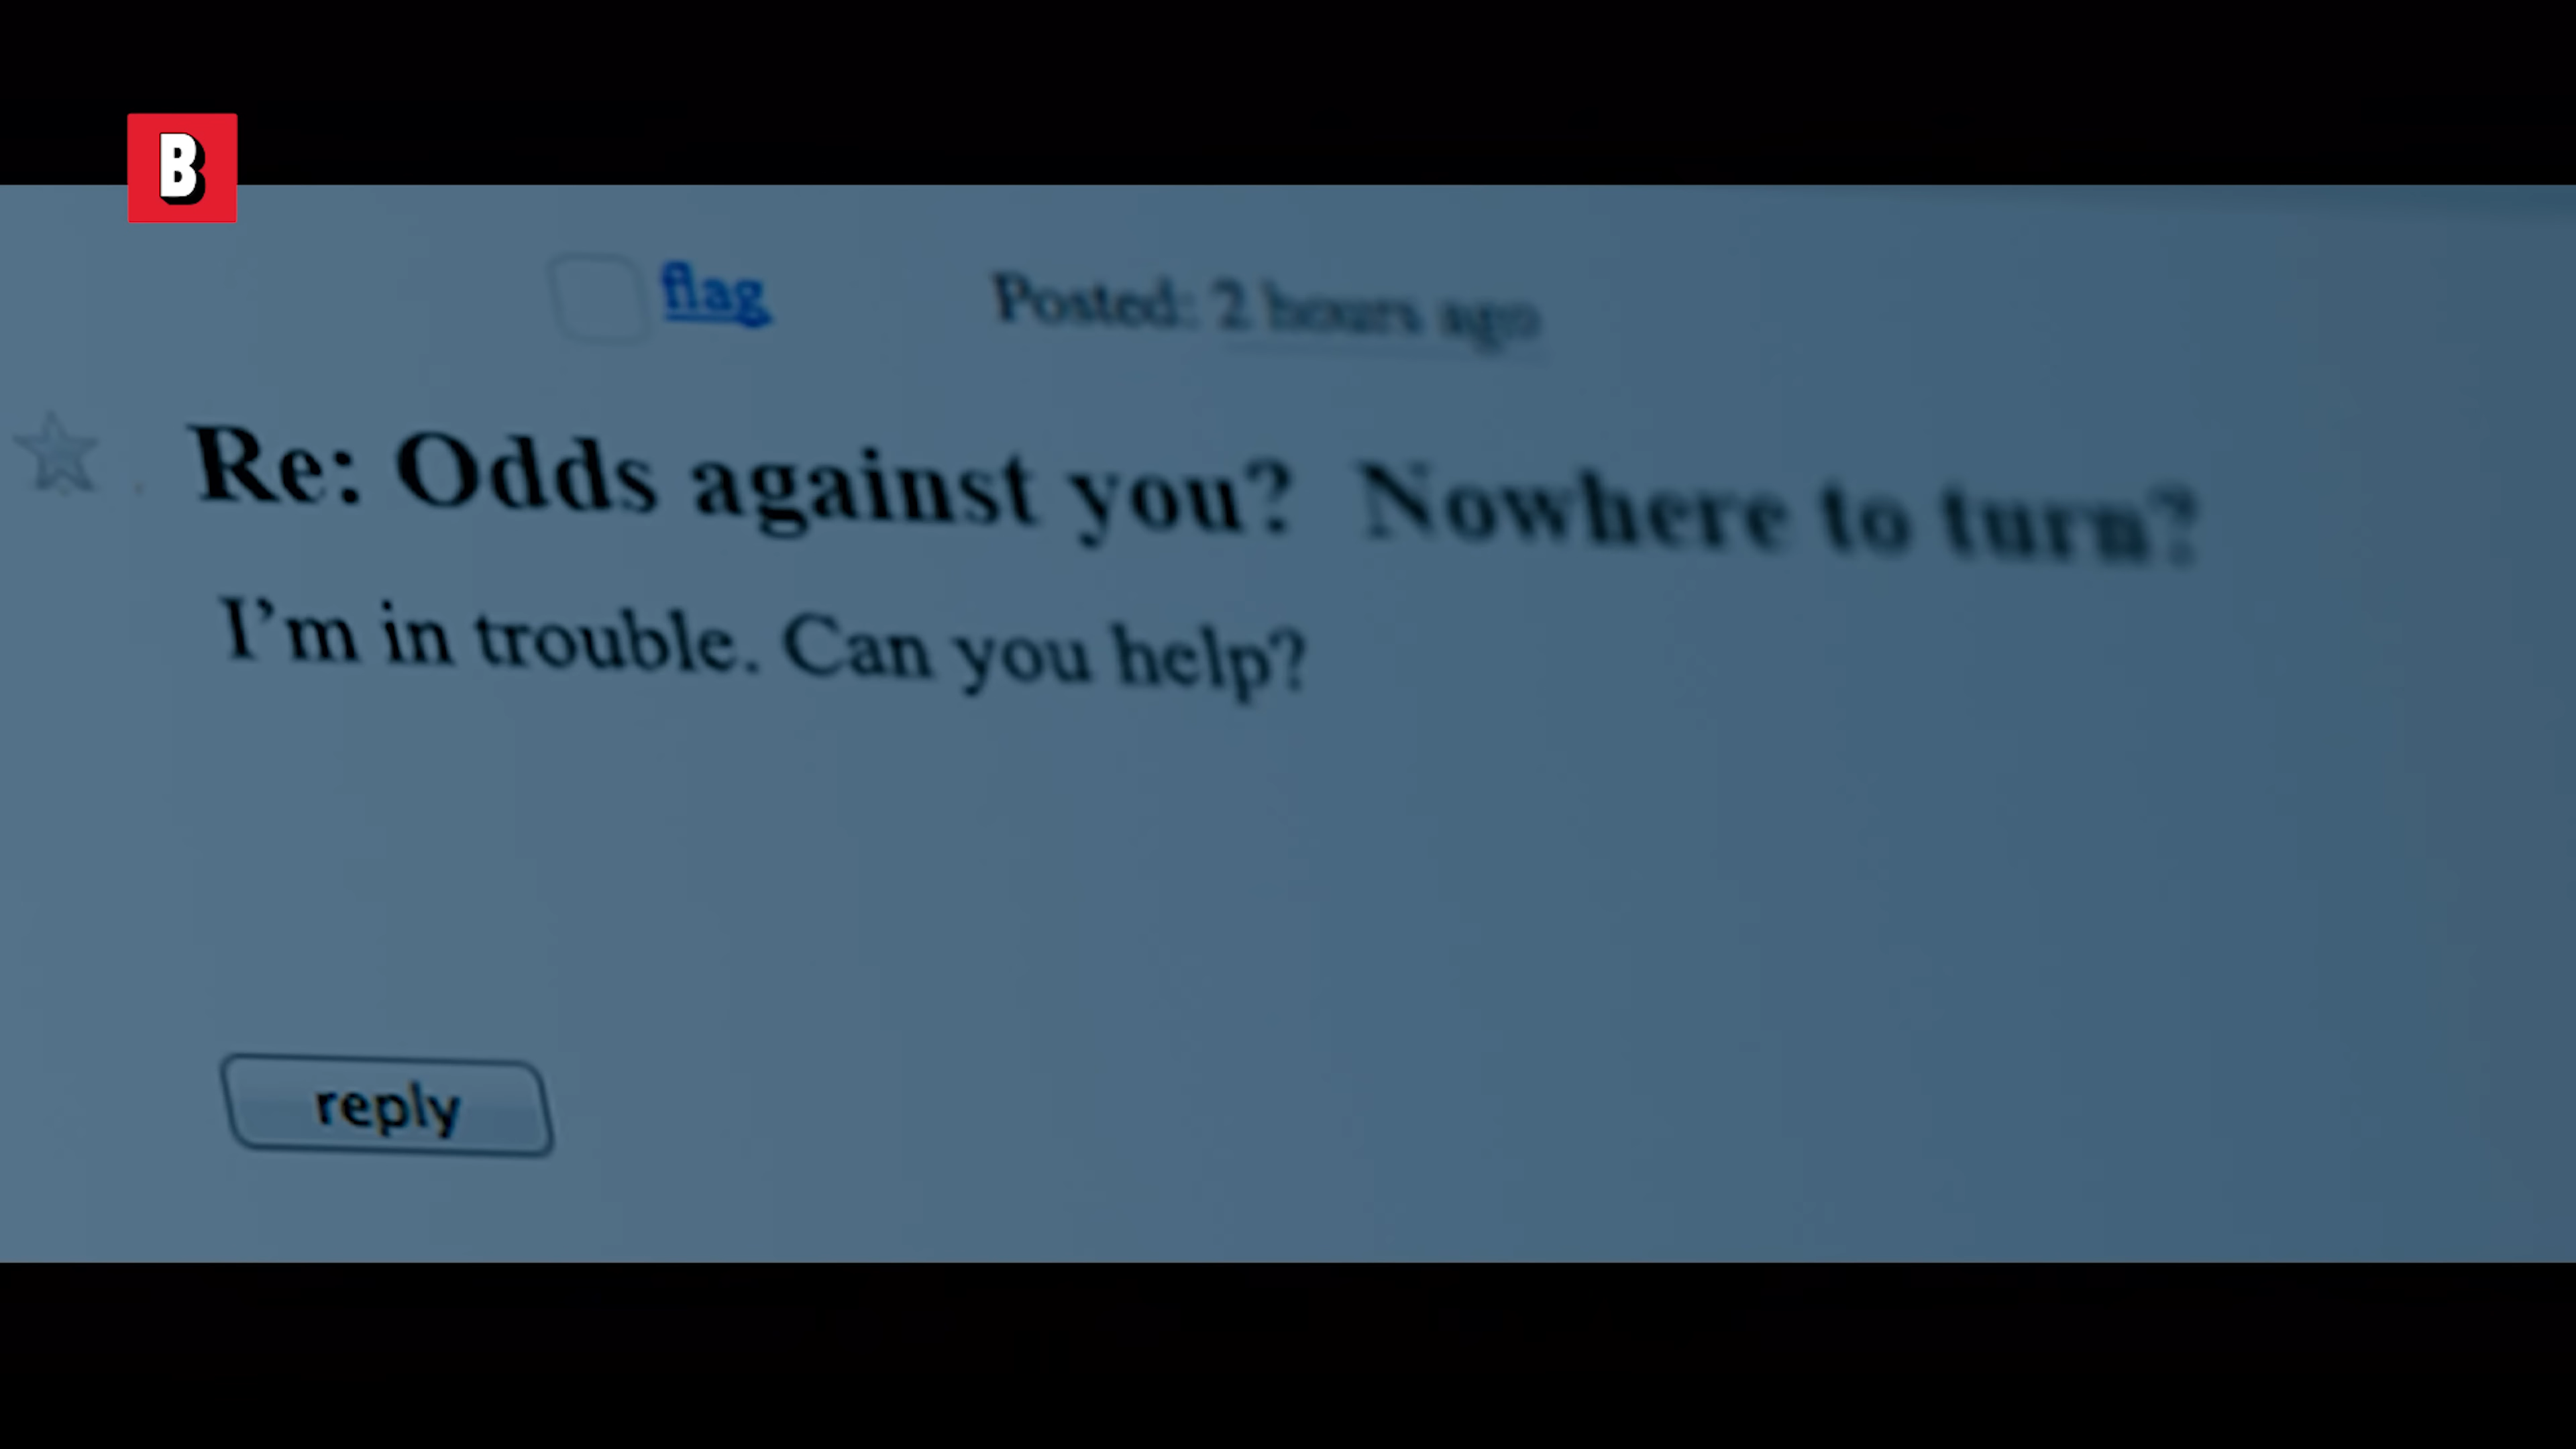 B
flag Posted: 2 hours ago
Re: Odds against you? Nowhere to turn?
I'm in trouble. Can you help?
reply